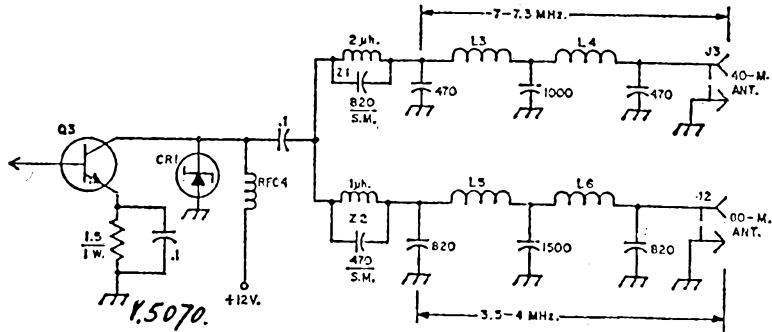 7-7.3 MHz.
2 µh.
L3
L4
J3
Z1
820
S.M.
470
1000
470
40-M.
ANT.
.1
Q3
CR1
RFC4
1µh.
L5
L6
J2
Z2
470
S.M.
820
1500
820
80-M.
ANT.
1.5
1 W.
.1
+12V.
3.5-4 MHz.
Y.5070.